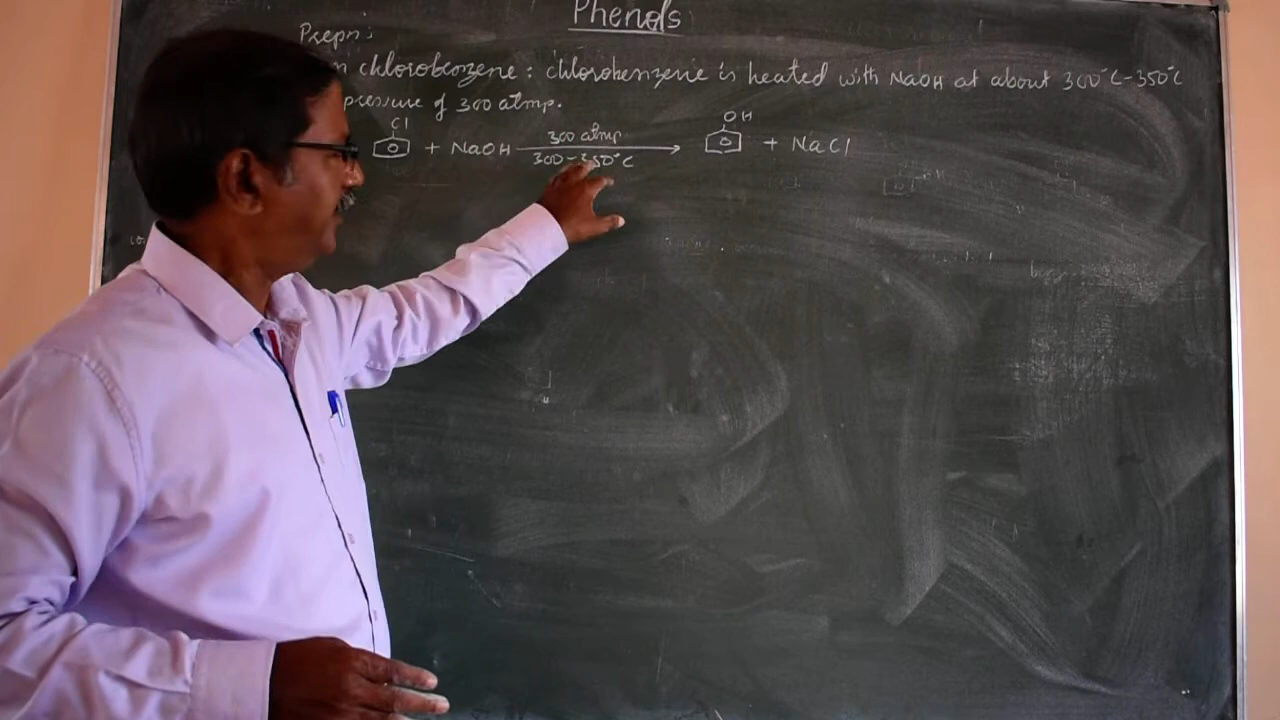 Phenols
Prepn:
chlorobenzene: chlorobenzene is heated with NaOH at about 300°C-350°C
pressure of 300 atmp.
Cl
OH
+ NaOH 300 atmp 300-350°C + NaCl